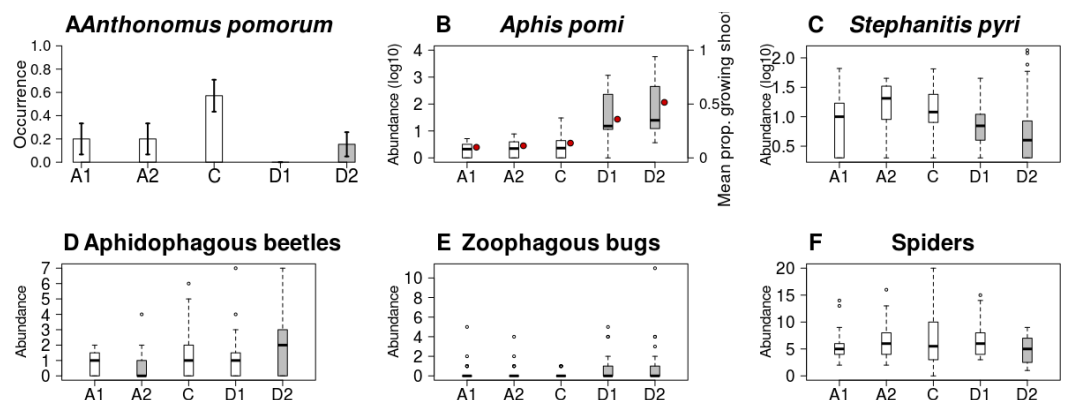 A Anthonomus pomorum
Occurrence
1.0
0.8
0.6
0.4
0.2
0.0
A1 A2 C D1 D2
B Aphis pomi
Abundance (log10)
4
3
2
1
0
1
0.5
0
Mean prop. growing shoot
A1 A2 C D1 D2
C Stephanitis pyri
Abundance (log10)
2.0
1.5
1.0
0.5
A1 A2 C D1 D2
D Aphidophagous beetles
Abundance
7
6
5
4
3
2
1
0
A1 A2 C D1 D2
E Zoophagous bugs
Abundance
10
8
6
4
2
0
A1 A2 C D1 D2
F Spiders
Abundance
20
15
10
5
0
A1 A2 C D1 D2